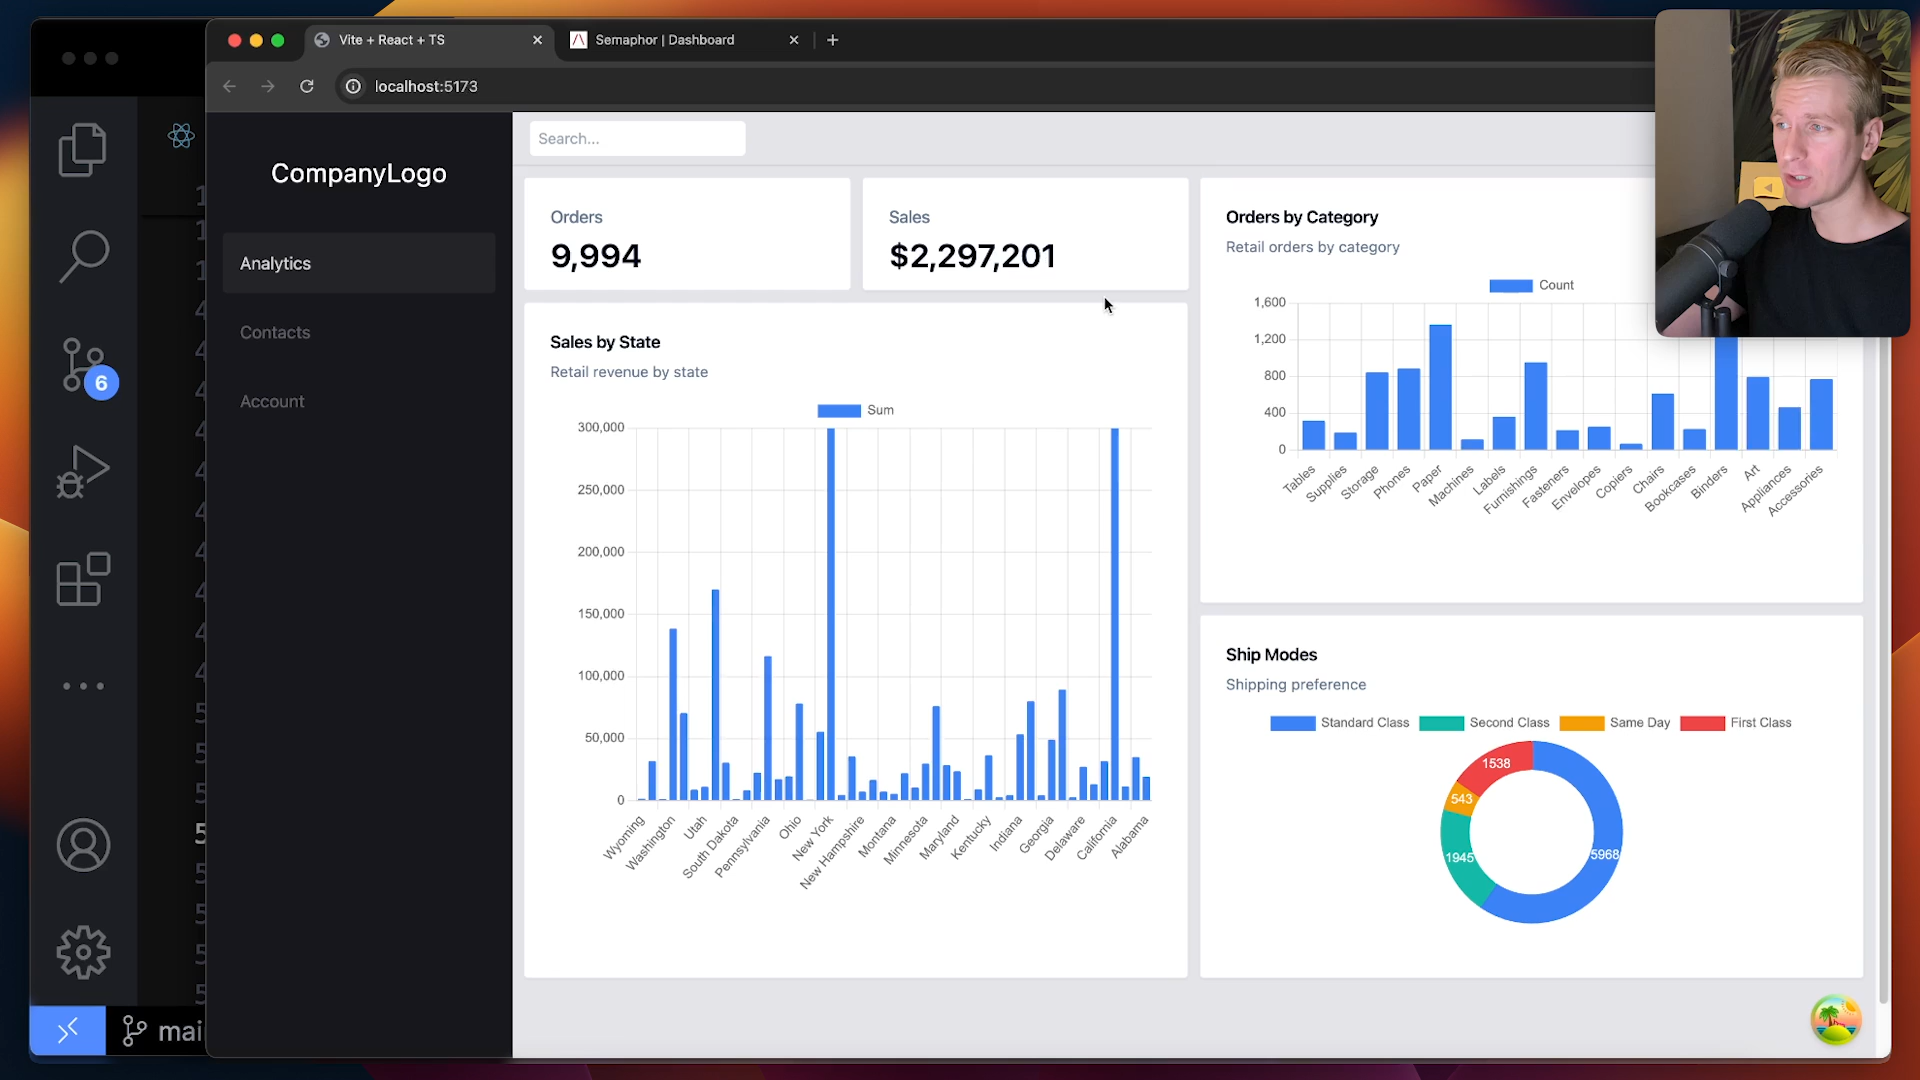 Vite + React + TS
Semaphor | Dashboard
localhost:5173
CompanyLogo
Analytics
Contacts
Account
6
Search...
Orders
9,994
Sales
$2,297,201
Sales by State
Retail revenue by state
Sum
300,000
250,000
200,000
150,000
100,000
50,000
0
Wyoming
Washington
Utah
South Dakota
Pennsylvania
Ohio
New York
New Hampshire
Montana
Minnesota
Maryland
Kentucky
Indiana
Georgia
Delaware
California
Alabama
Orders by Category
Retail orders by category
Count
1,600
1,200
800
400
0
Tables
Supplies
Storage
Phones
Paper
Machines
Labels
Furnishings
Fasteners
Envelopes
Copiers
Chairs
Bookcases
Binders
Art
Appliances
Accessories
Ship Modes
Shipping preference
Standard Class
Second Class
Same Day
First Class
1538
543
1945
5968
mai